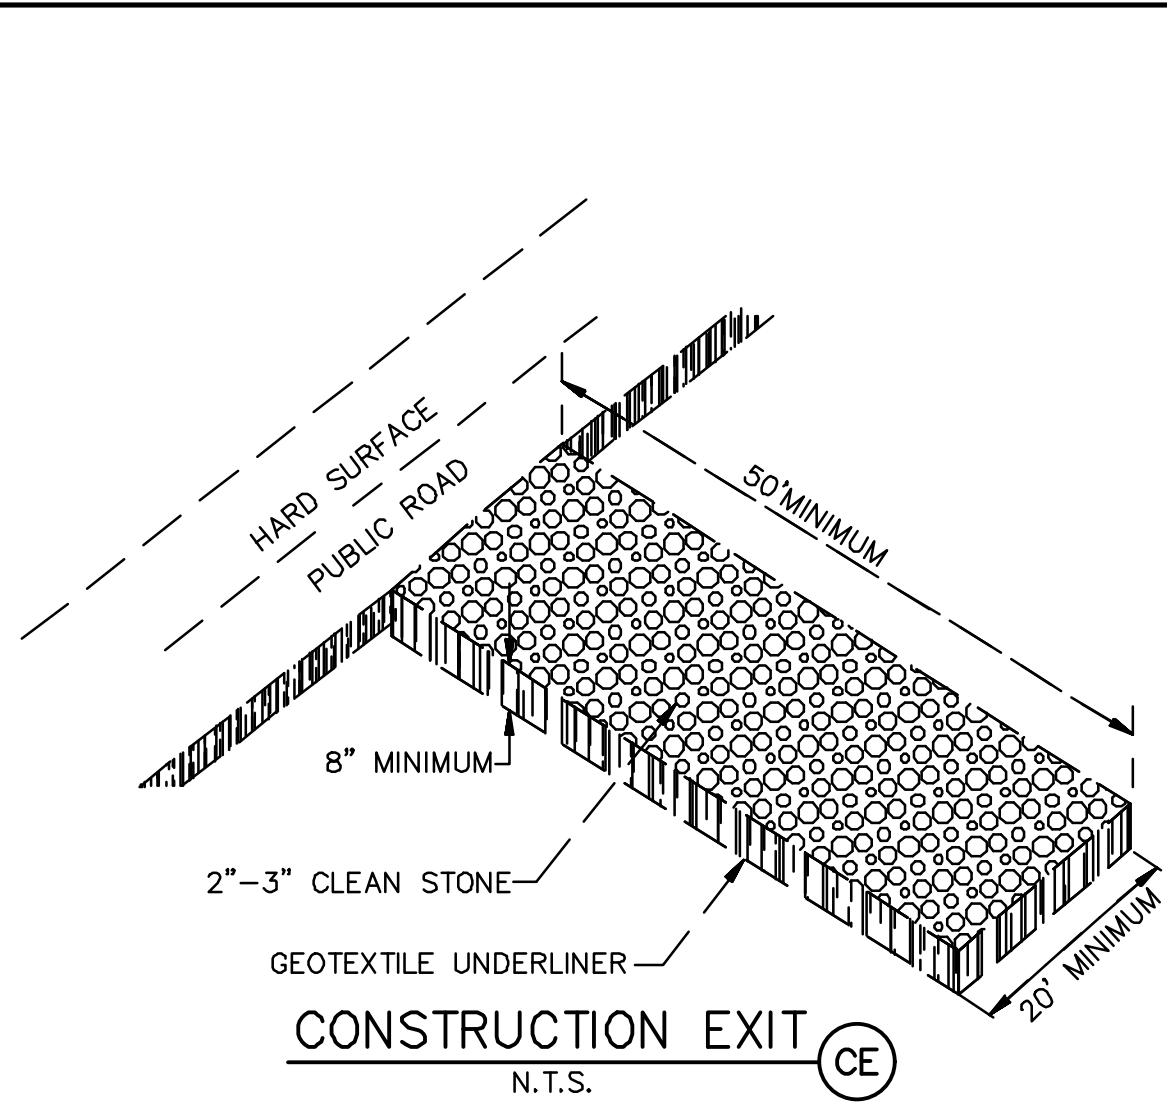 HARD SURFACE
PUBLIC ROAD
50'MINIMUM
8" MINIMUM
2"-3" CLEAN STONE
GEOTEXTILE UNDERLINER
20' MINIMUM
CONSTRUCTION EXIT
CE
N.T.S.